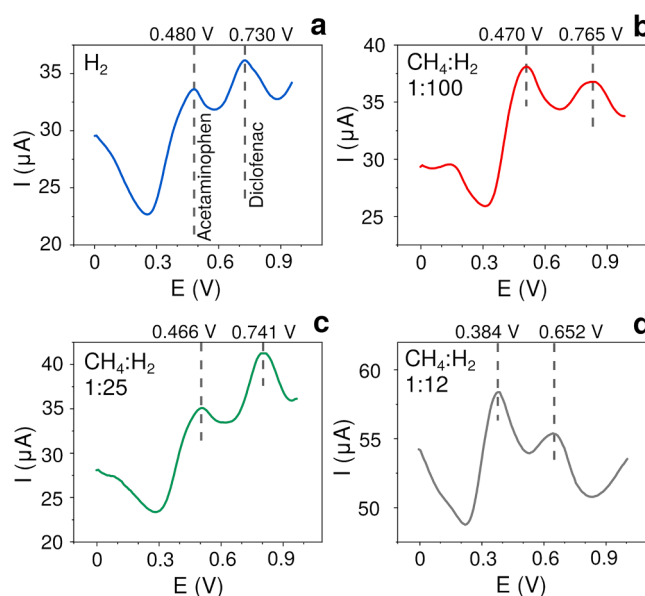 0.480 V 0.730 V a
H₂
I (µA)
35
30
25
20
Acetaminophen
Diclofenac
0 0.3 0.6 0.9
E (V)
0.470 V 0.765 V b
CH₄:H₂
1:100
I (µA)
40
35
30
25
0 0.3 0.6 0.9
E (V)
0.466 V 0.741 V c
CH₄:H₂
1:25
I (µA)
40
35
30
25
20
0 0.3 0.6 0.9
E (V)
0.384 V 0.652 V d
CH₄:H₂
1:12
I (µA)
60
55
50
0 0.3 0.6 0.9
E (V)